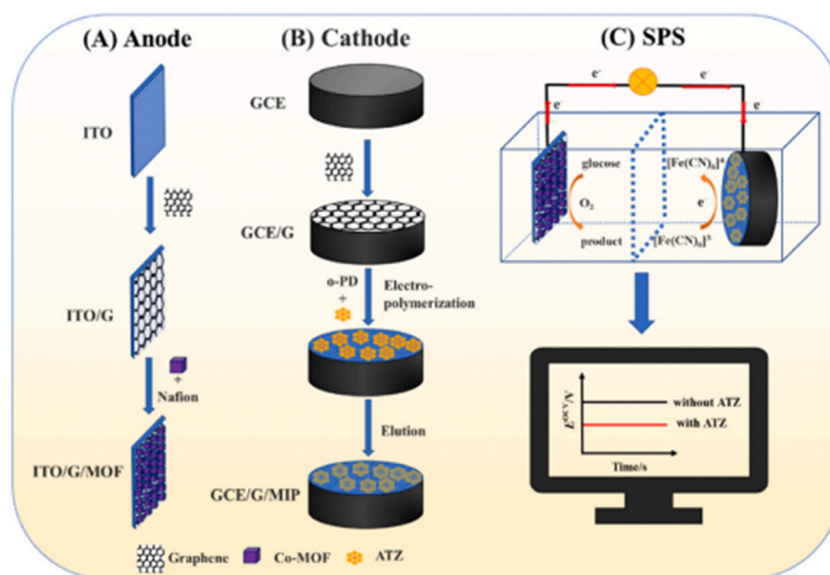 (A) Anode
ITO
ITO/G
+
Nafion
ITO/G/MOF
(B) Cathode
GCE
GCE/G
o-PD
+
Electro-
polymerization
Elution
GCE/G/MIP
(C) SPS
e⁻
e⁻
e⁻
e⁻
glucose
O₂
product
[Fe(CN)₆]⁴
e⁻
[Fe(CN)₆]³
E^OCV/V
without ATZ
with ATZ
Time/s
Graphene
Co-MOF
ATZ